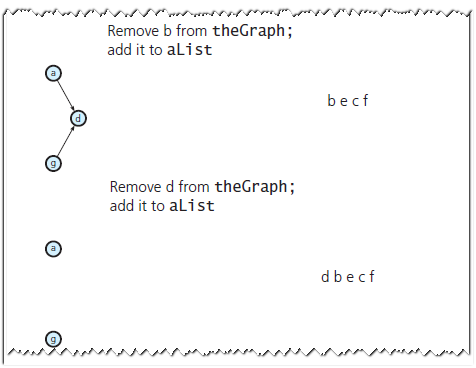 Remove b from theGraph;
add it to aList
a
b e c f
d
g
Remove d from theGraph;
add it to aList
a
d b e c f
g